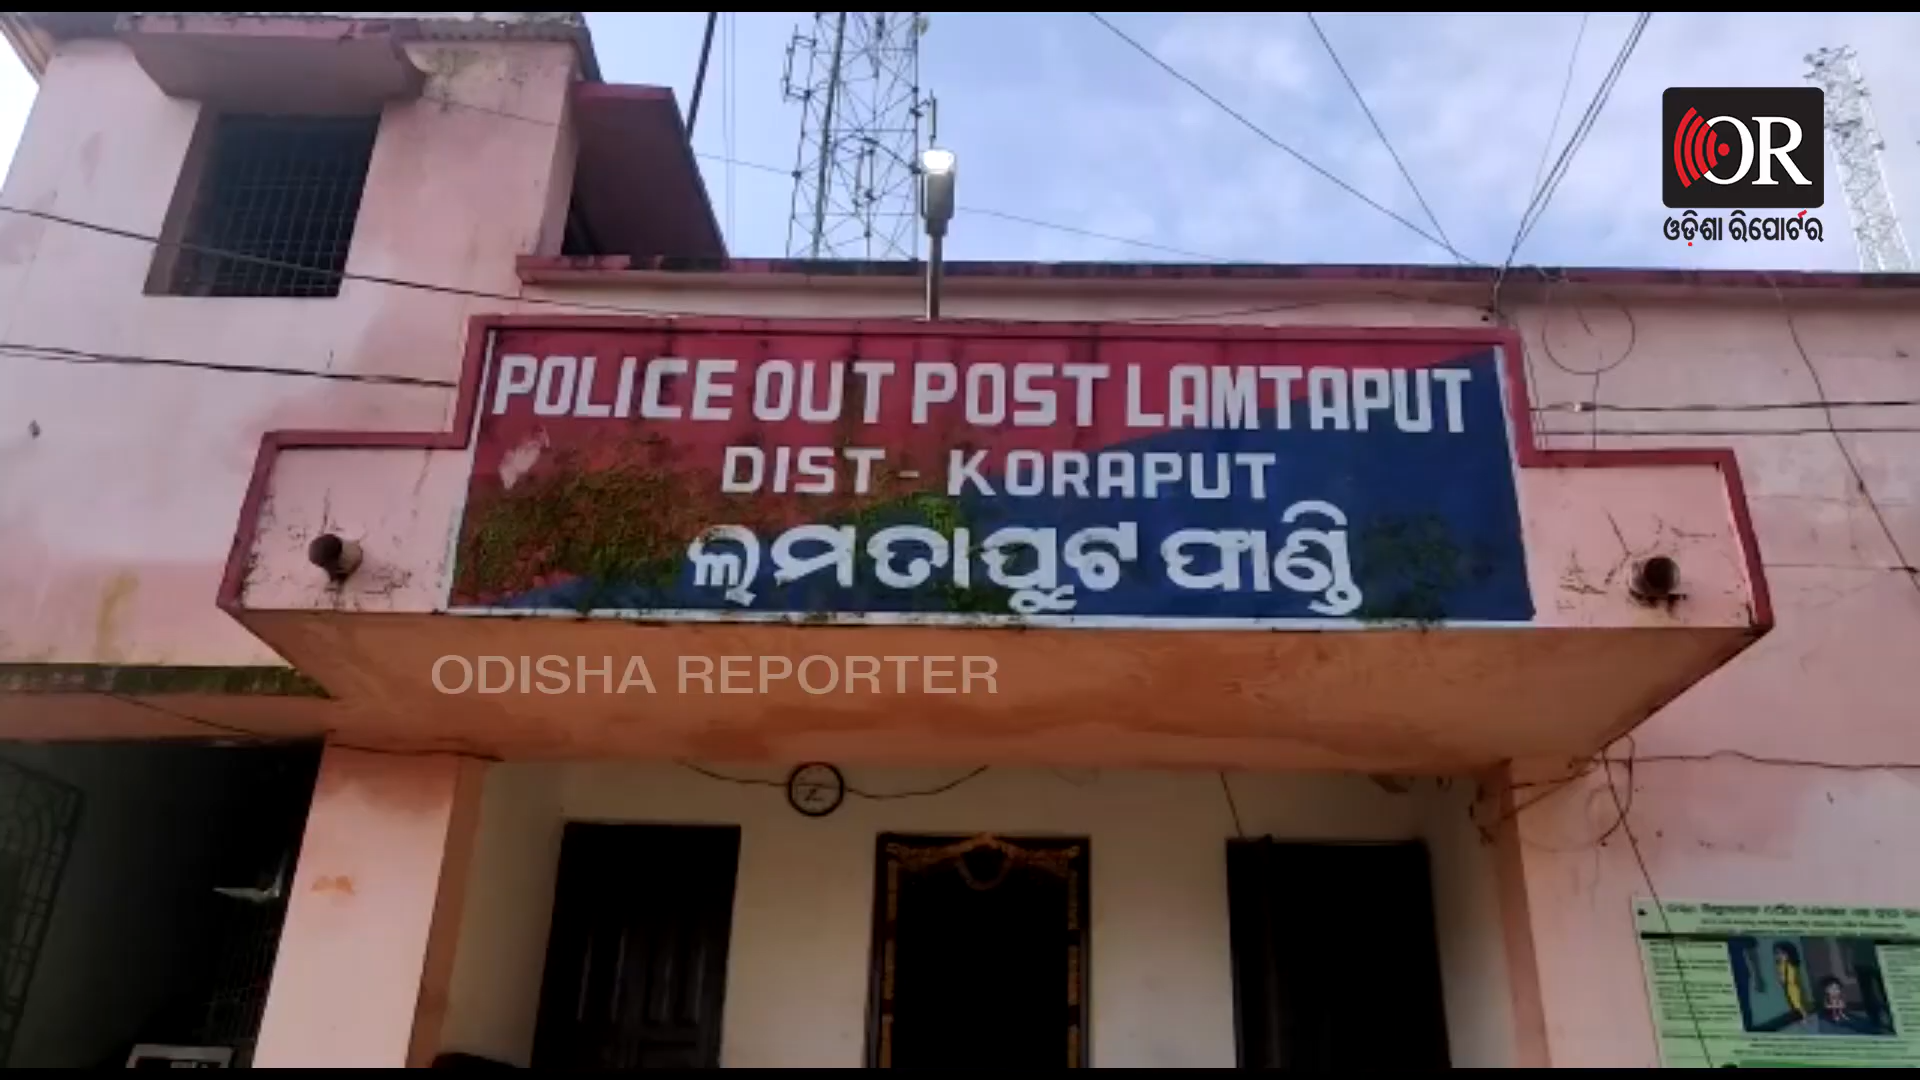 OR
ଓଡ଼ିଶା ରିପୋର୍ଟର
POLICE OUT POST LAMTAPUT
DIST - KORAPUT
ଲମତାପୁଟ ଫାଣ୍ଡି
ODISHA REPORTER